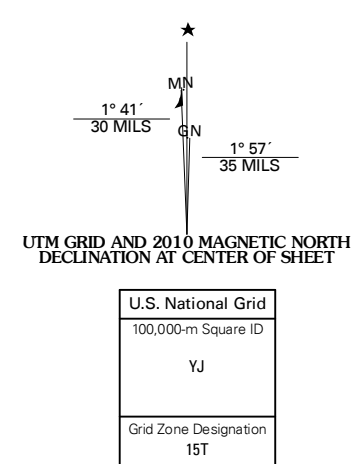 ★
MN
1° 41´
30 MILS
GN
1° 57´
35 MILS
UTM GRID AND 2010 MAGNETIC NORTH
DECLINATION AT CENTER OF SHEET
U.S. National Grid
100,000-m Square ID
YJ
Grid Zone Designation
15T